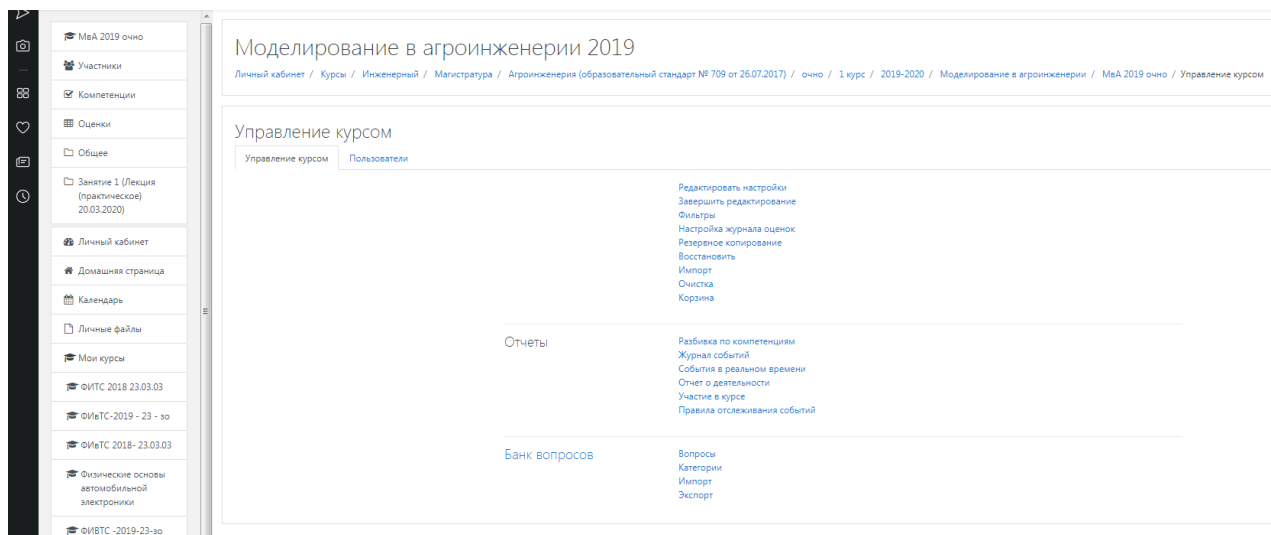 МвА 2019 очно
Участники
Компетенции
Оценки
Общее
Занятие 1 (Лекция
(практическое)
20.03.2020)
Личный кабинет
Домашняя страница
Календарь
Личные файлы
Мои курсы
ФИТС 2018 23.03.03
ФИвТС-2019 - 23 - зо
ФИвТС 2018- 23.03.03
Физические основы
автомобильной
электроники
ФИВТС -2019-23-зо
Моделирование в агроинженерии 2019
Личный кабинет / Курсы / Инженерный / Магистратура / Агроинженерия (образовательный стандарт № 709 от 26.07.2017) / очно / 1 курс / 2019-2020 / Моделирование в агроинженерии / МвА 2019 очно / Управление курсом
Управление курсом
Управление курсом Пользователи
Редактировать настройки
Завершить редактирование
Фильтры
Настройка журнала оценок
Резервное копирование
Восстановить
Импорт
Очистка
Корзина
Отчеты
Разбивка по компетенциям
Журнал событий
События в реальном времени
Отчет о деятельности
Участие в курсе
Правила отслеживания событий
Банк вопросов
Вопросы
Категории
Импорт
Экспорт